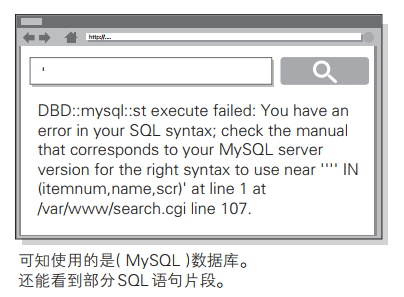 http://...
'
DBD::mysql::st execute failed: You have an
error in your SQL syntax; check the manual
that corresponds to your MySQL server
version for the right syntax to use near '''' IN
(itemnum,name,scr)' at line 1 at
/var/www/search.cgi line 107.
可知使用的是( MySQL )数据库。
还能看到部分SQL语句片段。